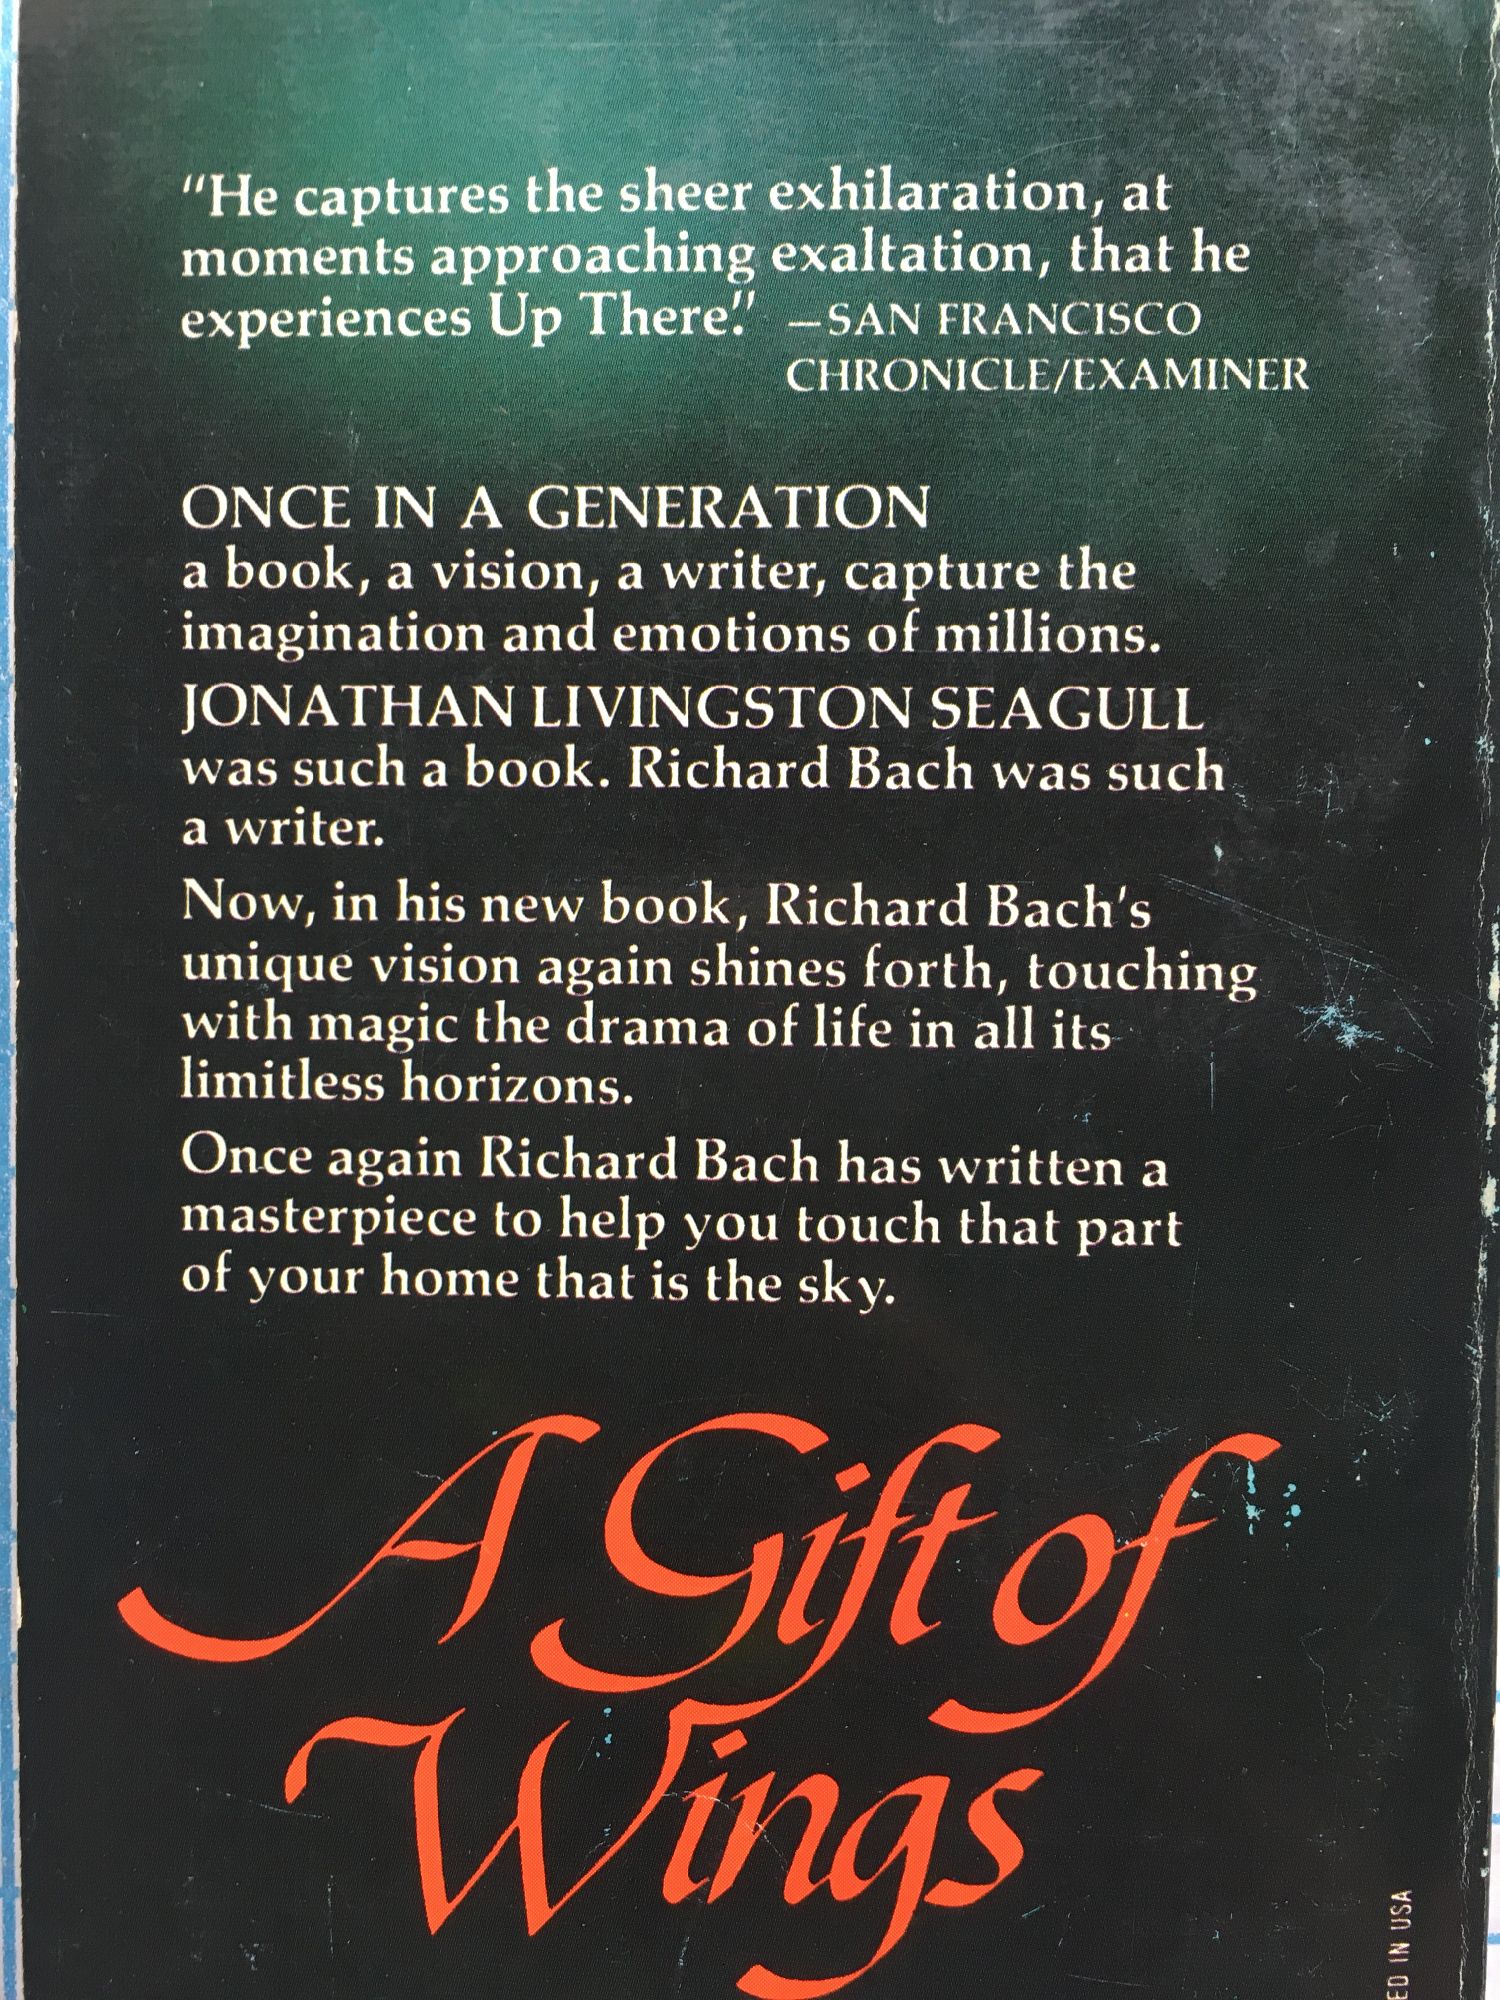 "He captures the sheer exhilaration, at
moments approaching exaltation, that he
experiences Up There." —SAN FRANCISCO
CHRONICLE/EXAMINER
ONCE IN A GENERATION
a book, a vision, a writer, capture the
imagination and emotions of millions.
JONATHAN LIVINGSTON SEAGULL
was such a book. Richard Bach was such
a writer.
Now, in his new book, Richard Bach's
unique vision again shines forth, touching
with magic the drama of life in all its
limitless horizons.
Once again Richard Bach has written a
masterpiece to help you touch that part
of your home that is the sky.
A Gift of
Wings
ED IN USA